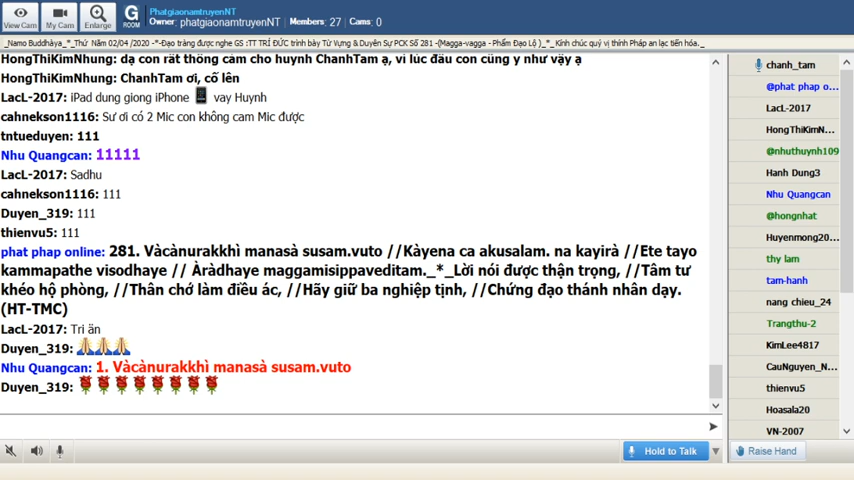 View Cam
My Cam
Enlarge
G
ROOM
PhatgiaonamtruyenNT
Owner: phatgiaonamtruyenNT | Members: 27 | Cams: 0
_Namo Buddhàya_*_Thứ Năm 02/04 /2020 -*-Đạo tràng được nghe GS :TT TRÍ ĐỨC trình bày Từ Vựng &Duyên Sự PCK Số 281 -(Magga-vagga - Phẩm Đạo Lộ )_*_ Kính chúc quý vị thính Pháp an lạc tiến hóa._
HongThiKimNhung: dạ con rất thông cảm cho huynh ChanhTam ạ, vì lúc đầu con cũng y như vậy ạ
HongThiKimNhung: ChanhTam ơi, cố lên
LacL-2017: iPad dung giong iPhone vay Huynh
cahnekson1116: Sư ơi có 2 Mic con không cam Mic được
tntueduyen: 111
Nhu Quangcan: 11111
LacL-2017: Sadhu
cahnekson1116: 111
Duyen_319: 111
thienvu5: 111
phat phap online: 281. Vàcànurakkhì manasà susam.vuto //Kàyena ca akusalam. na kayirà //Ete tayo
kammapathe visodhaye // Àràdhaye maggamisippaveditam._*_Lời nói được thận trọng, //Tâm tư
khéo hộ phòng, //Thân chớ làm điều ác, //Hãy giữ ba nghiệp tịnh, //Chứng đạo thánh nhân dạy.
(HT-TMC)
LacL-2017: Tri ăn
Duyen_319:
Nhu Quangcan: 1. Vàcànurakkhì manasà susam.vuto
Duyen_319:
Hold to Talk
chanh_tam
@phat phap o...
LacL-2017
HongThiKimN...
@nhuthuynh109
Hanh Dung3
Nhu Quangcan
@hongnhat
Huyenmong20...
thy lam
tam-hanh
nang chieu_24
Trangthu-2
KimLee4817
CauNguyen_N...
thienvu5
Hoasala20
VN-2007
Raise Hand